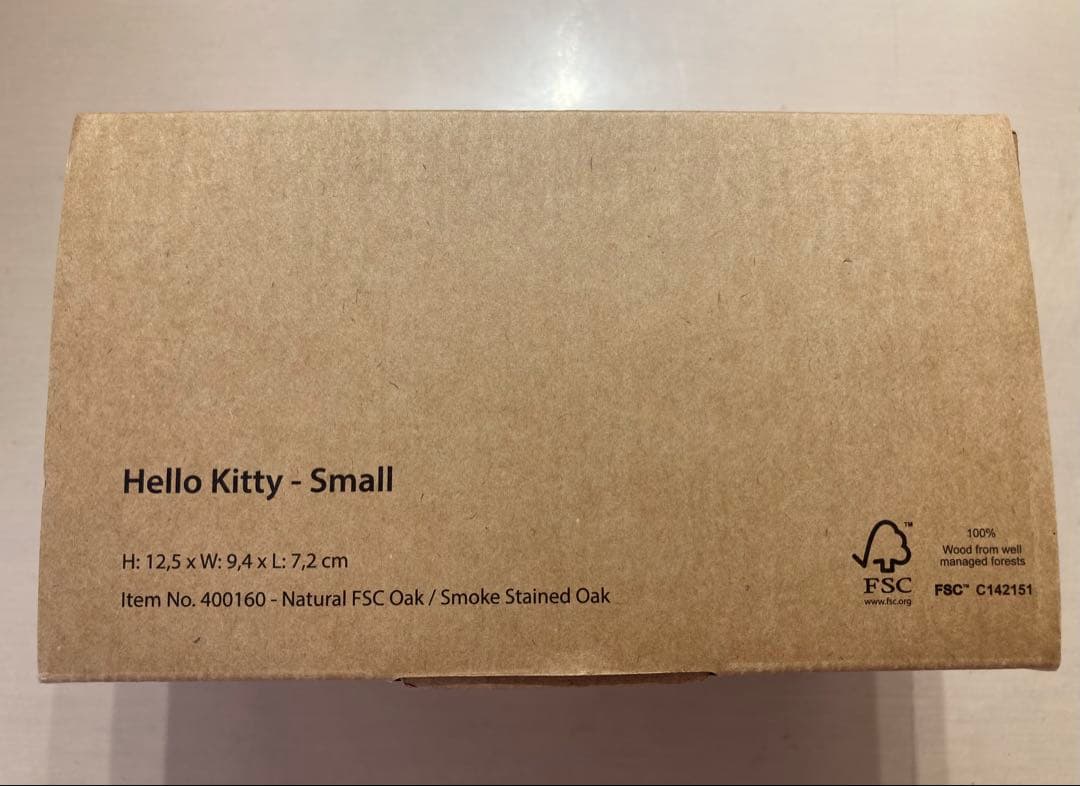 Hello Kitty - Small
H: 12,5 x W: 9,4 x L: 7,2 cm
Item No. 400160 - Natural FSC Oak / Smoke Stained Oak
™
FSC
www.fsc.org
100%
Wood from well
managed forests
FSC™ C142151